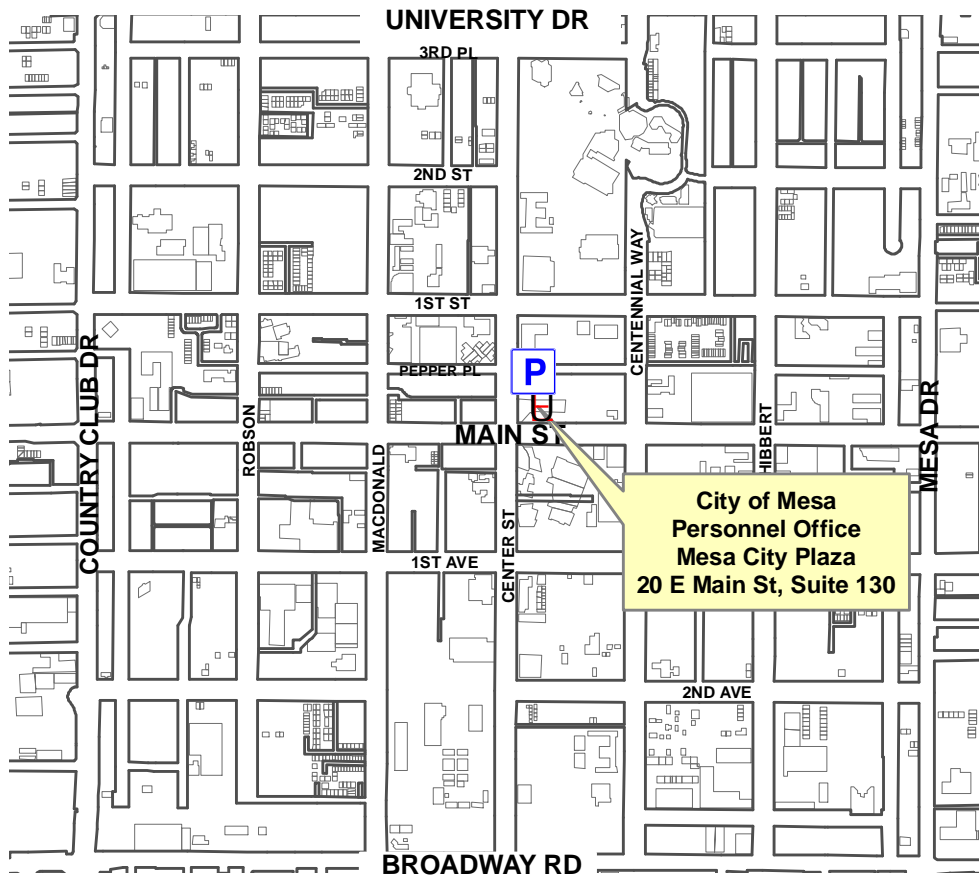 UNIVERSITY DR
3RD PL
2ND ST
CENTENNIAL WAY
1ST ST
COUNTRY CLUB DR
PEPPER PL
P
MESA DR
ROBSON
HIBBERT
MAIN ST
MACDONALD
City of Mesa
Personnel Office
Mesa City Plaza
20 E Main St, Suite 130
CENTER ST
1ST AVE
2ND AVE
BROADWAY RD